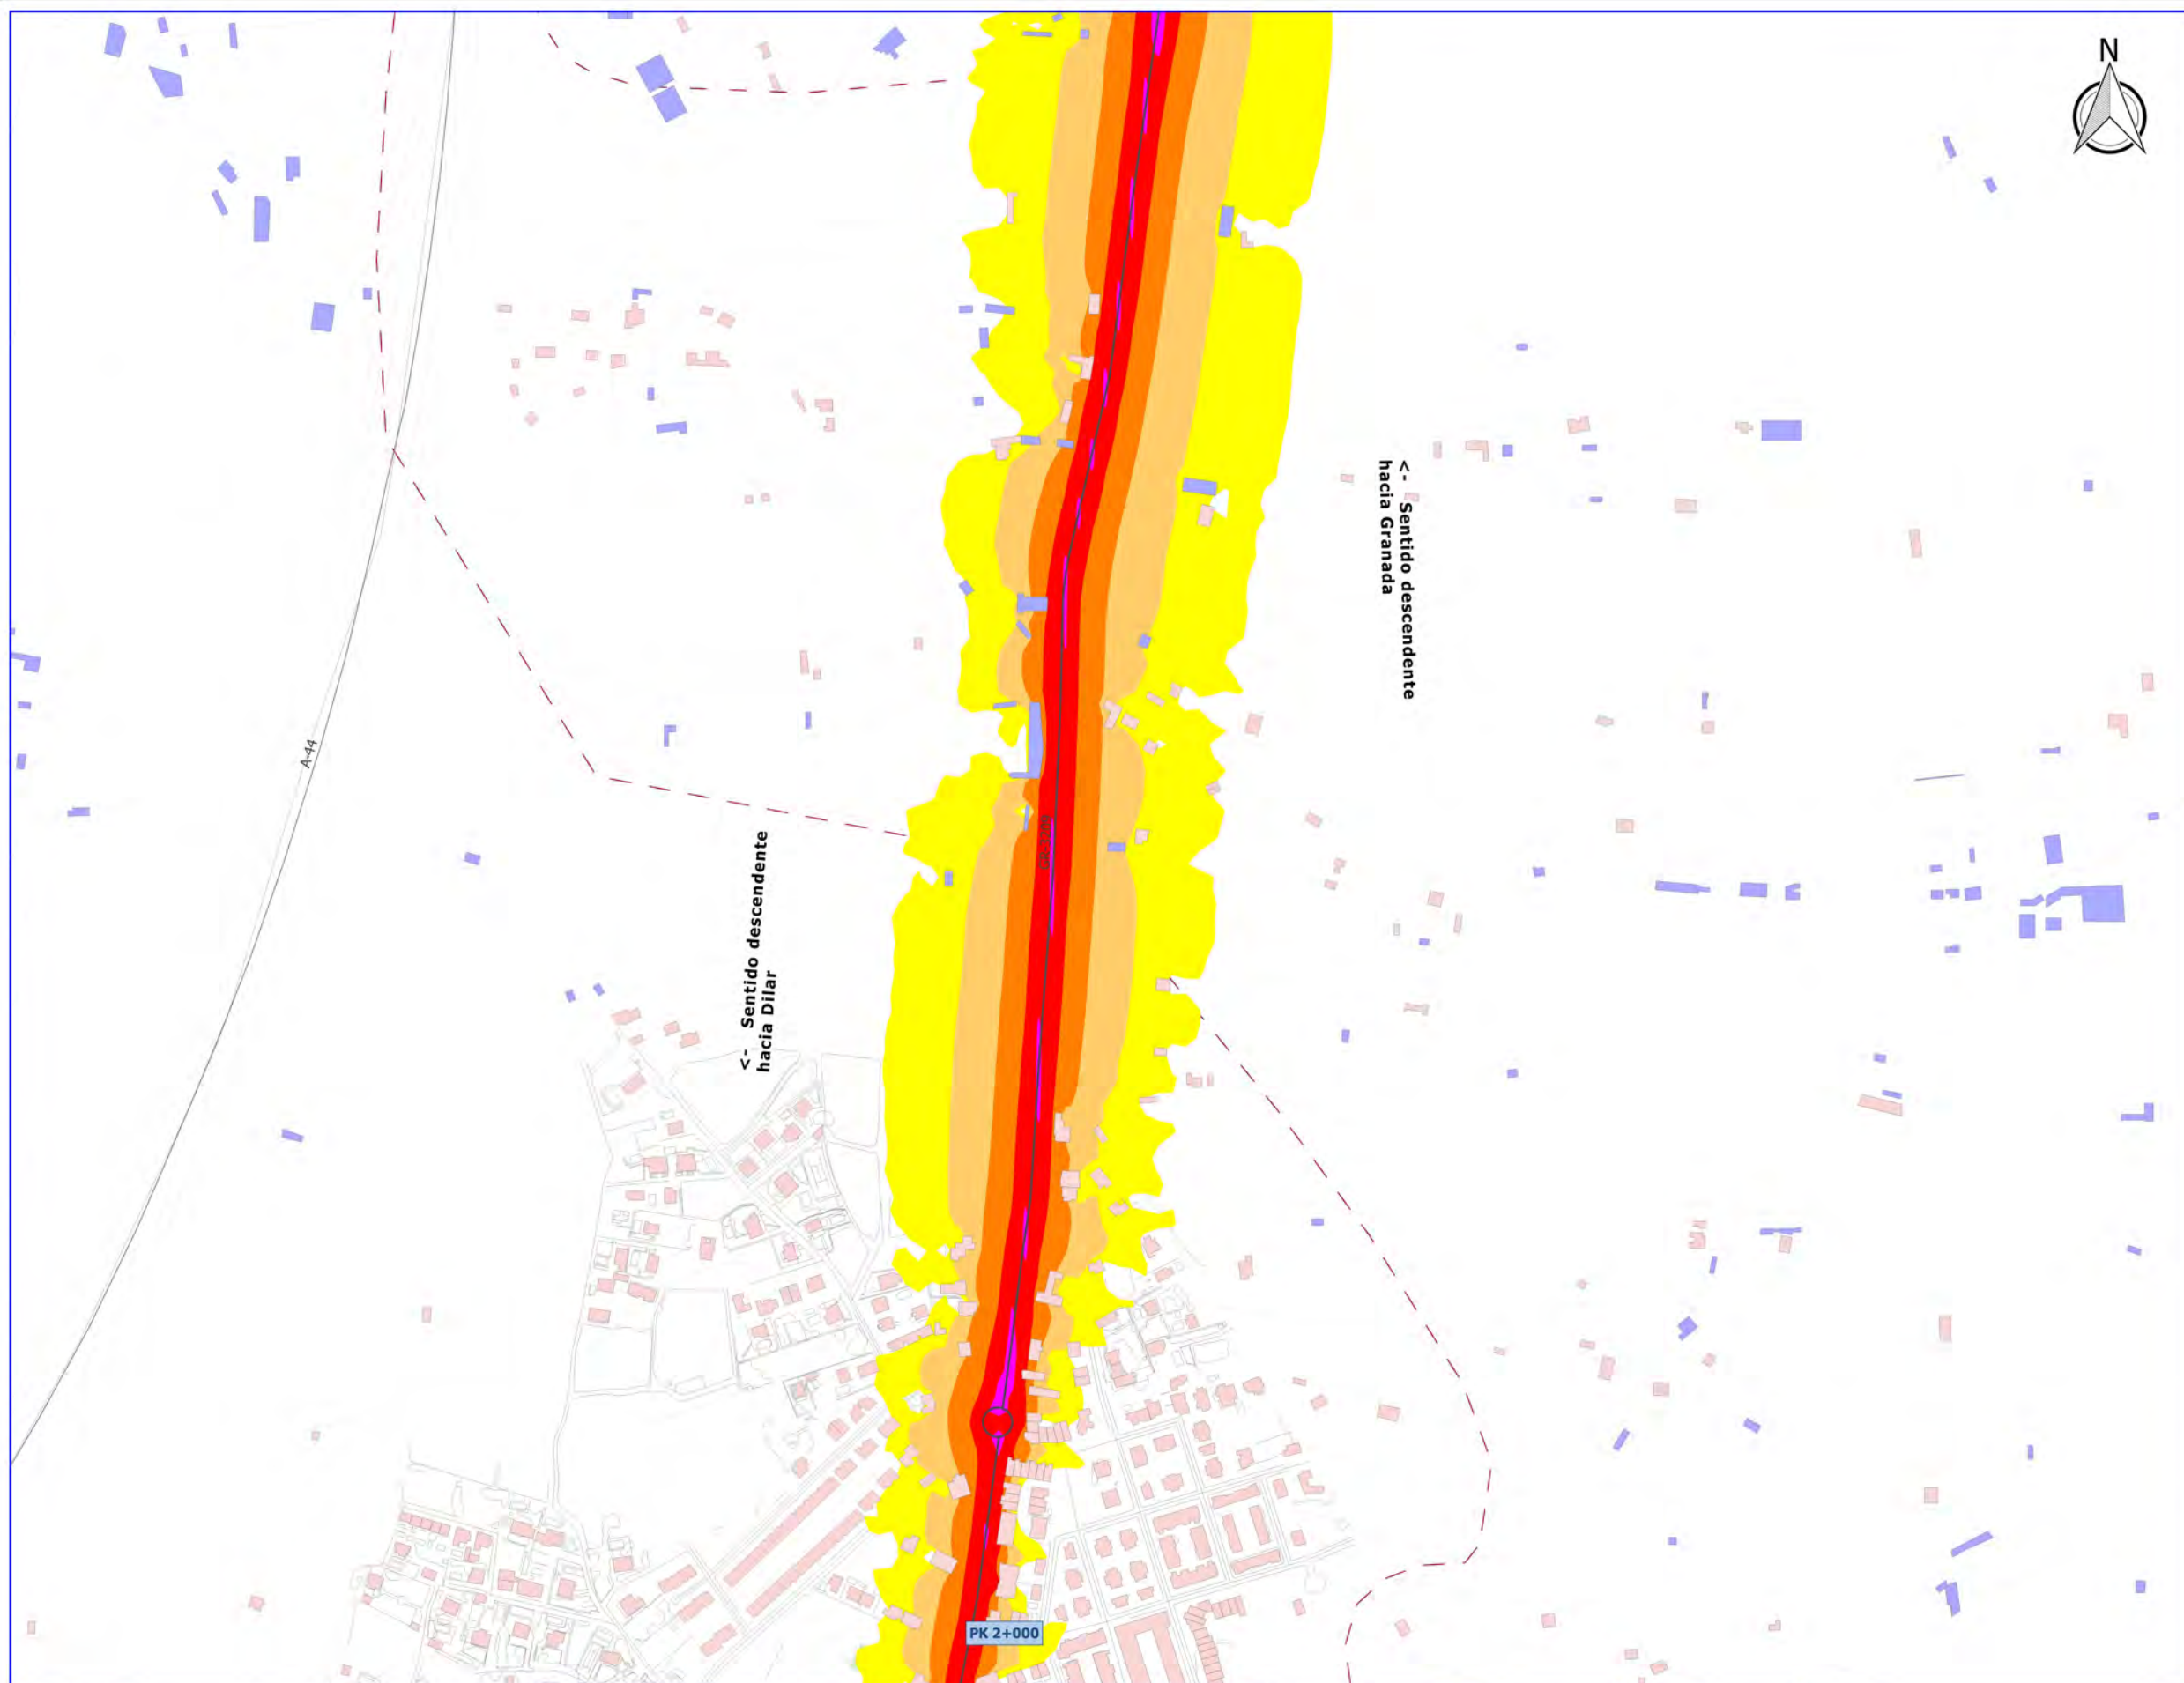 N
<- Sentido descendente
hacia Granada
A-44
<- Sentido descendente
hacia Dilar
PK 2+000